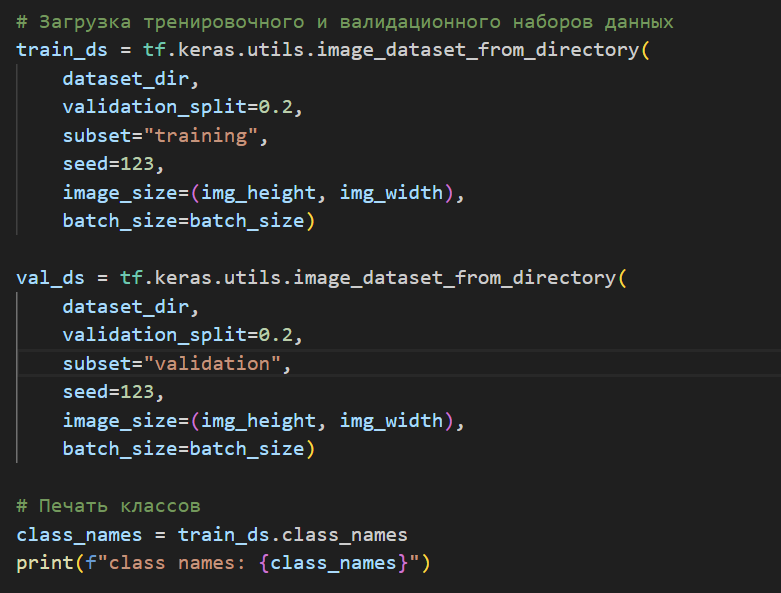 # Загрузка тренировочного и валидационного наборов данных
train_ds = tf.keras.utils.image_dataset_from_directory(
    dataset_dir,
    validation_split=0.2,
    subset="training",
    seed=123,
    image_size=(img_height, img_width),
    batch_size=batch_size)

val_ds = tf.keras.utils.image_dataset_from_directory(
    dataset_dir,
    validation_split=0.2,
    subset="validation",
    seed=123,
    image_size=(img_height, img_width),
    batch_size=batch_size)

# Печать классов
class_names = train_ds.class_names
print(f"class names: {class_names}")